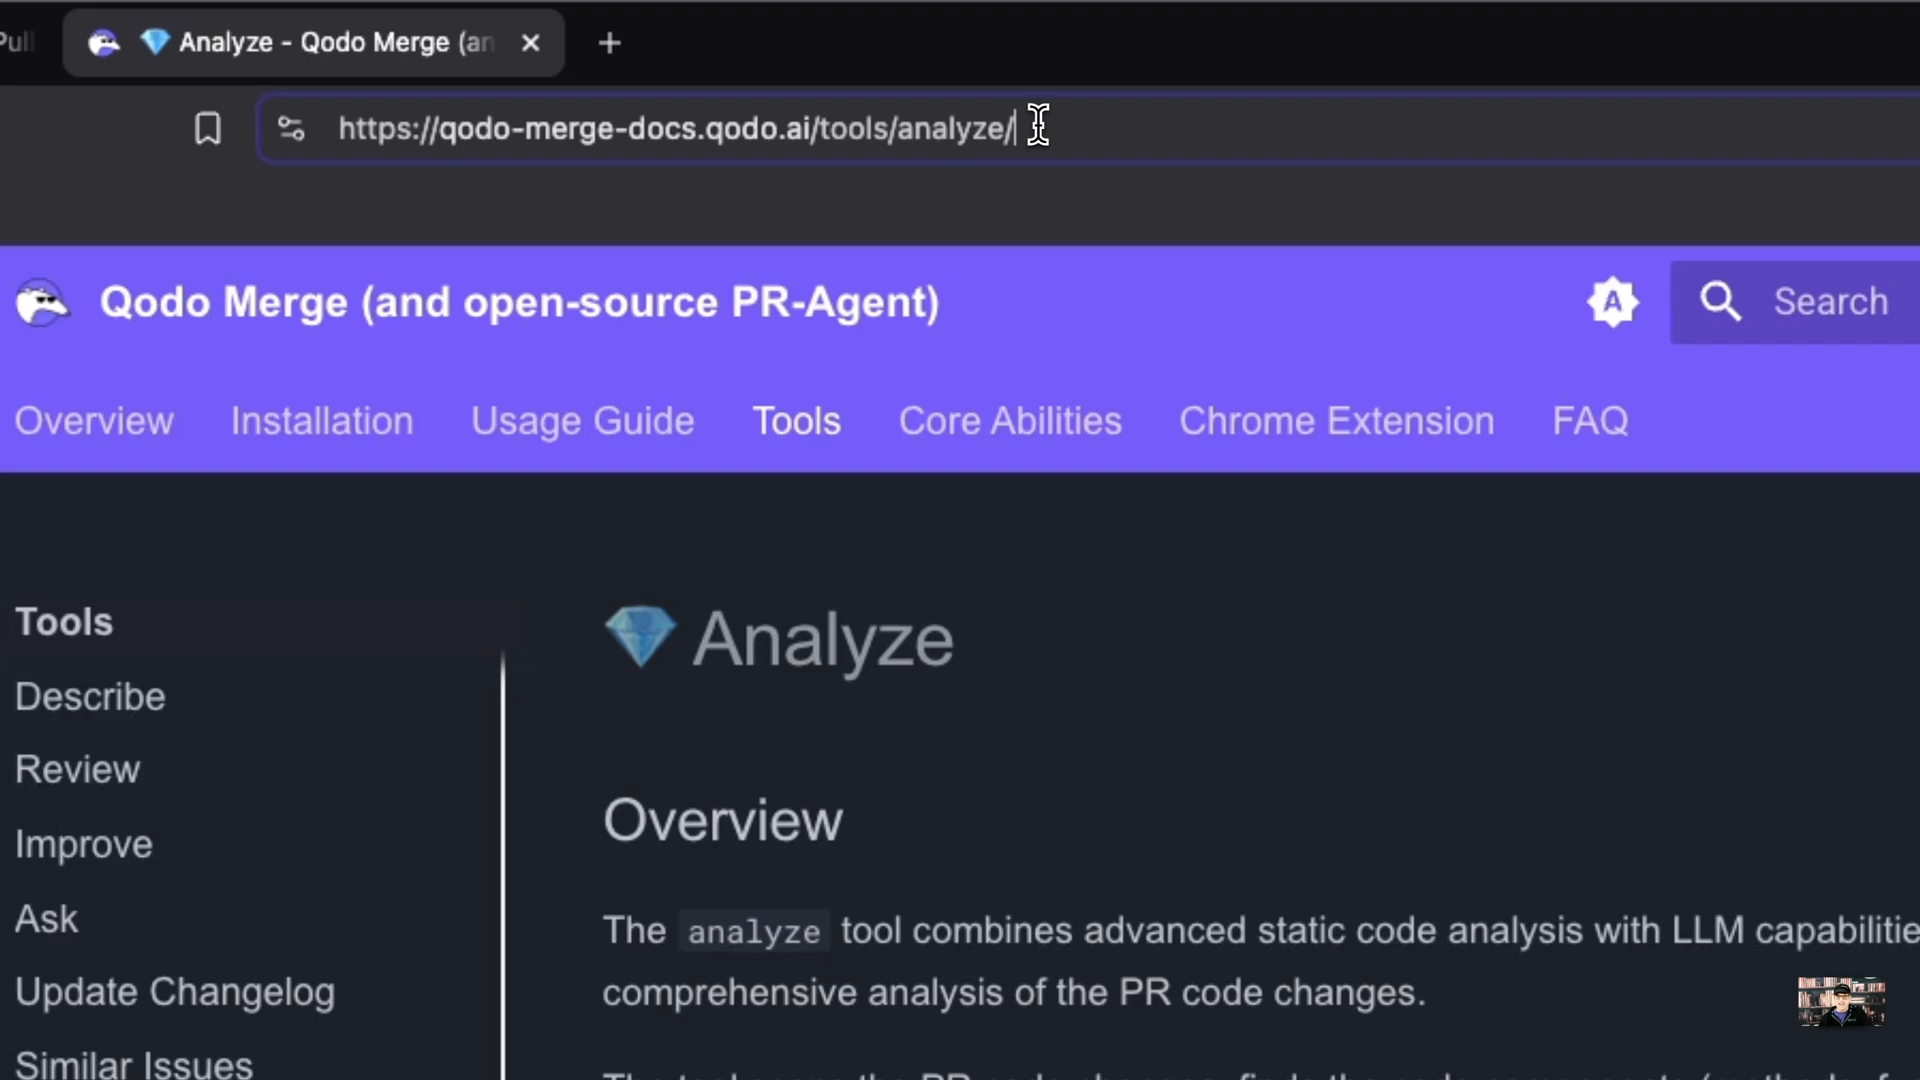 Pull
Analyze - Qodo Merge (an
https://qodo-merge-docs.qodo.ai/tools/analyze/
Qodo Merge (and open-source PR-Agent)
A
Search
Overview Installation Usage Guide Tools Core Abilities Chrome Extension FAQ
Tools
Describe
Review
Improve
Ask
Update Changelog
Similar Issues
Analyze
Overview
The analyze tool combines advanced static code analysis with LLM capabilitie
comprehensive analysis of the PR code changes.